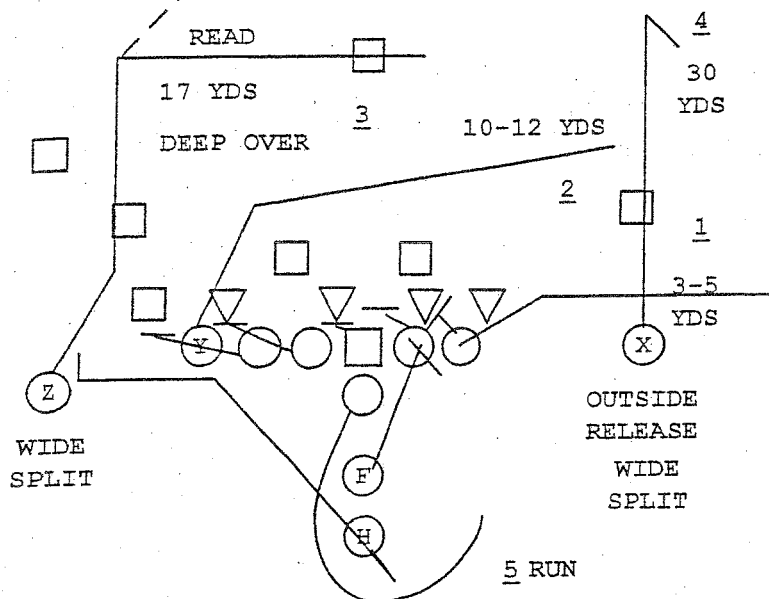 READ
4
17 YDS
30
YDS
3
DEEP OVER
10-12 YDS
2
1
3-5
YDS
Y
X
Z
OUTSIDE
RELEASE
WIDE
SPLIT
WIDE
SPLIT
F
H
5 RUN